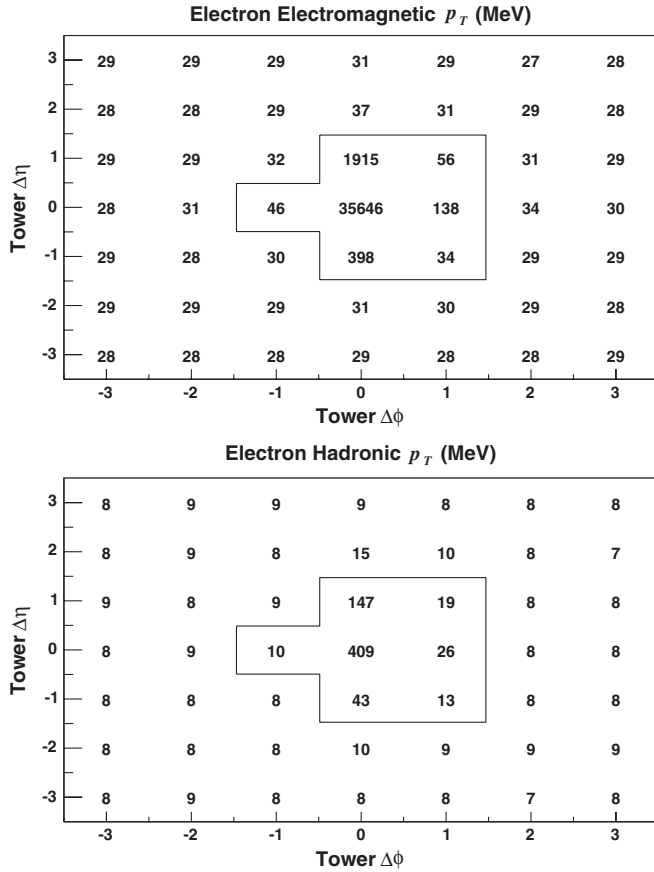 Electron Electromagnetic p_T (MeV)
3 29 29 29 31 29 27 28
2 28 28 29 37 31 29 28
1 29 29 32 1915 56 31 29
0 28 31 46 35646 138 34 30
-1 29 28 30 398 34 29 29
-2 29 29 29 31 30 29 28
-3 28 28 28 29 28 28 29
Tower Δη
-3 -2 -1 0 1 2 3
Tower Δϕ
Electron Hadronic p_T (MeV)
3 8 9 9 9 8 8 8
2 8 9 8 15 10 8 7
1 9 8 9 147 19 8 8
0 8 9 10 409 26 8 8
-1 8 8 8 43 13 8 8
-2 8 8 8 10 9 9 9
-3 8 9 8 8 8 7 8
Tower Δη
-3 -2 -1 0 1 2 3
Tower Δϕ